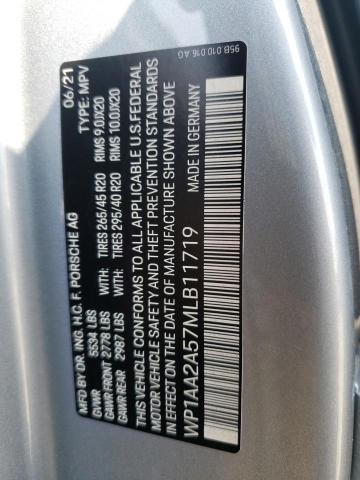 95B.010.016 AG
MFD BY DR. ING. H.C. F. PORSCHE AG 06/21
GVWR 5534 LBS TYPE: MPV
GAWR FRONT 2778 LBS WITH: TIRES 265/45 R20 RIMS 9.0JX20
GAWR REAR 2987 LBS WITH: TIRES 295/40 R20 RIMS 10.0JX20
THIS VEHICLE CONFORMS TO ALL APPLICABLE U.S. FEDERAL
MOTOR VEHICLE SAFETY AND THEFT PREVENTION STANDARDS
IN EFFECT ON THE DATE OF MANUFACTURE SHOWN ABOVE
WP1AA2A57MLB11719 MADE IN GERMANY